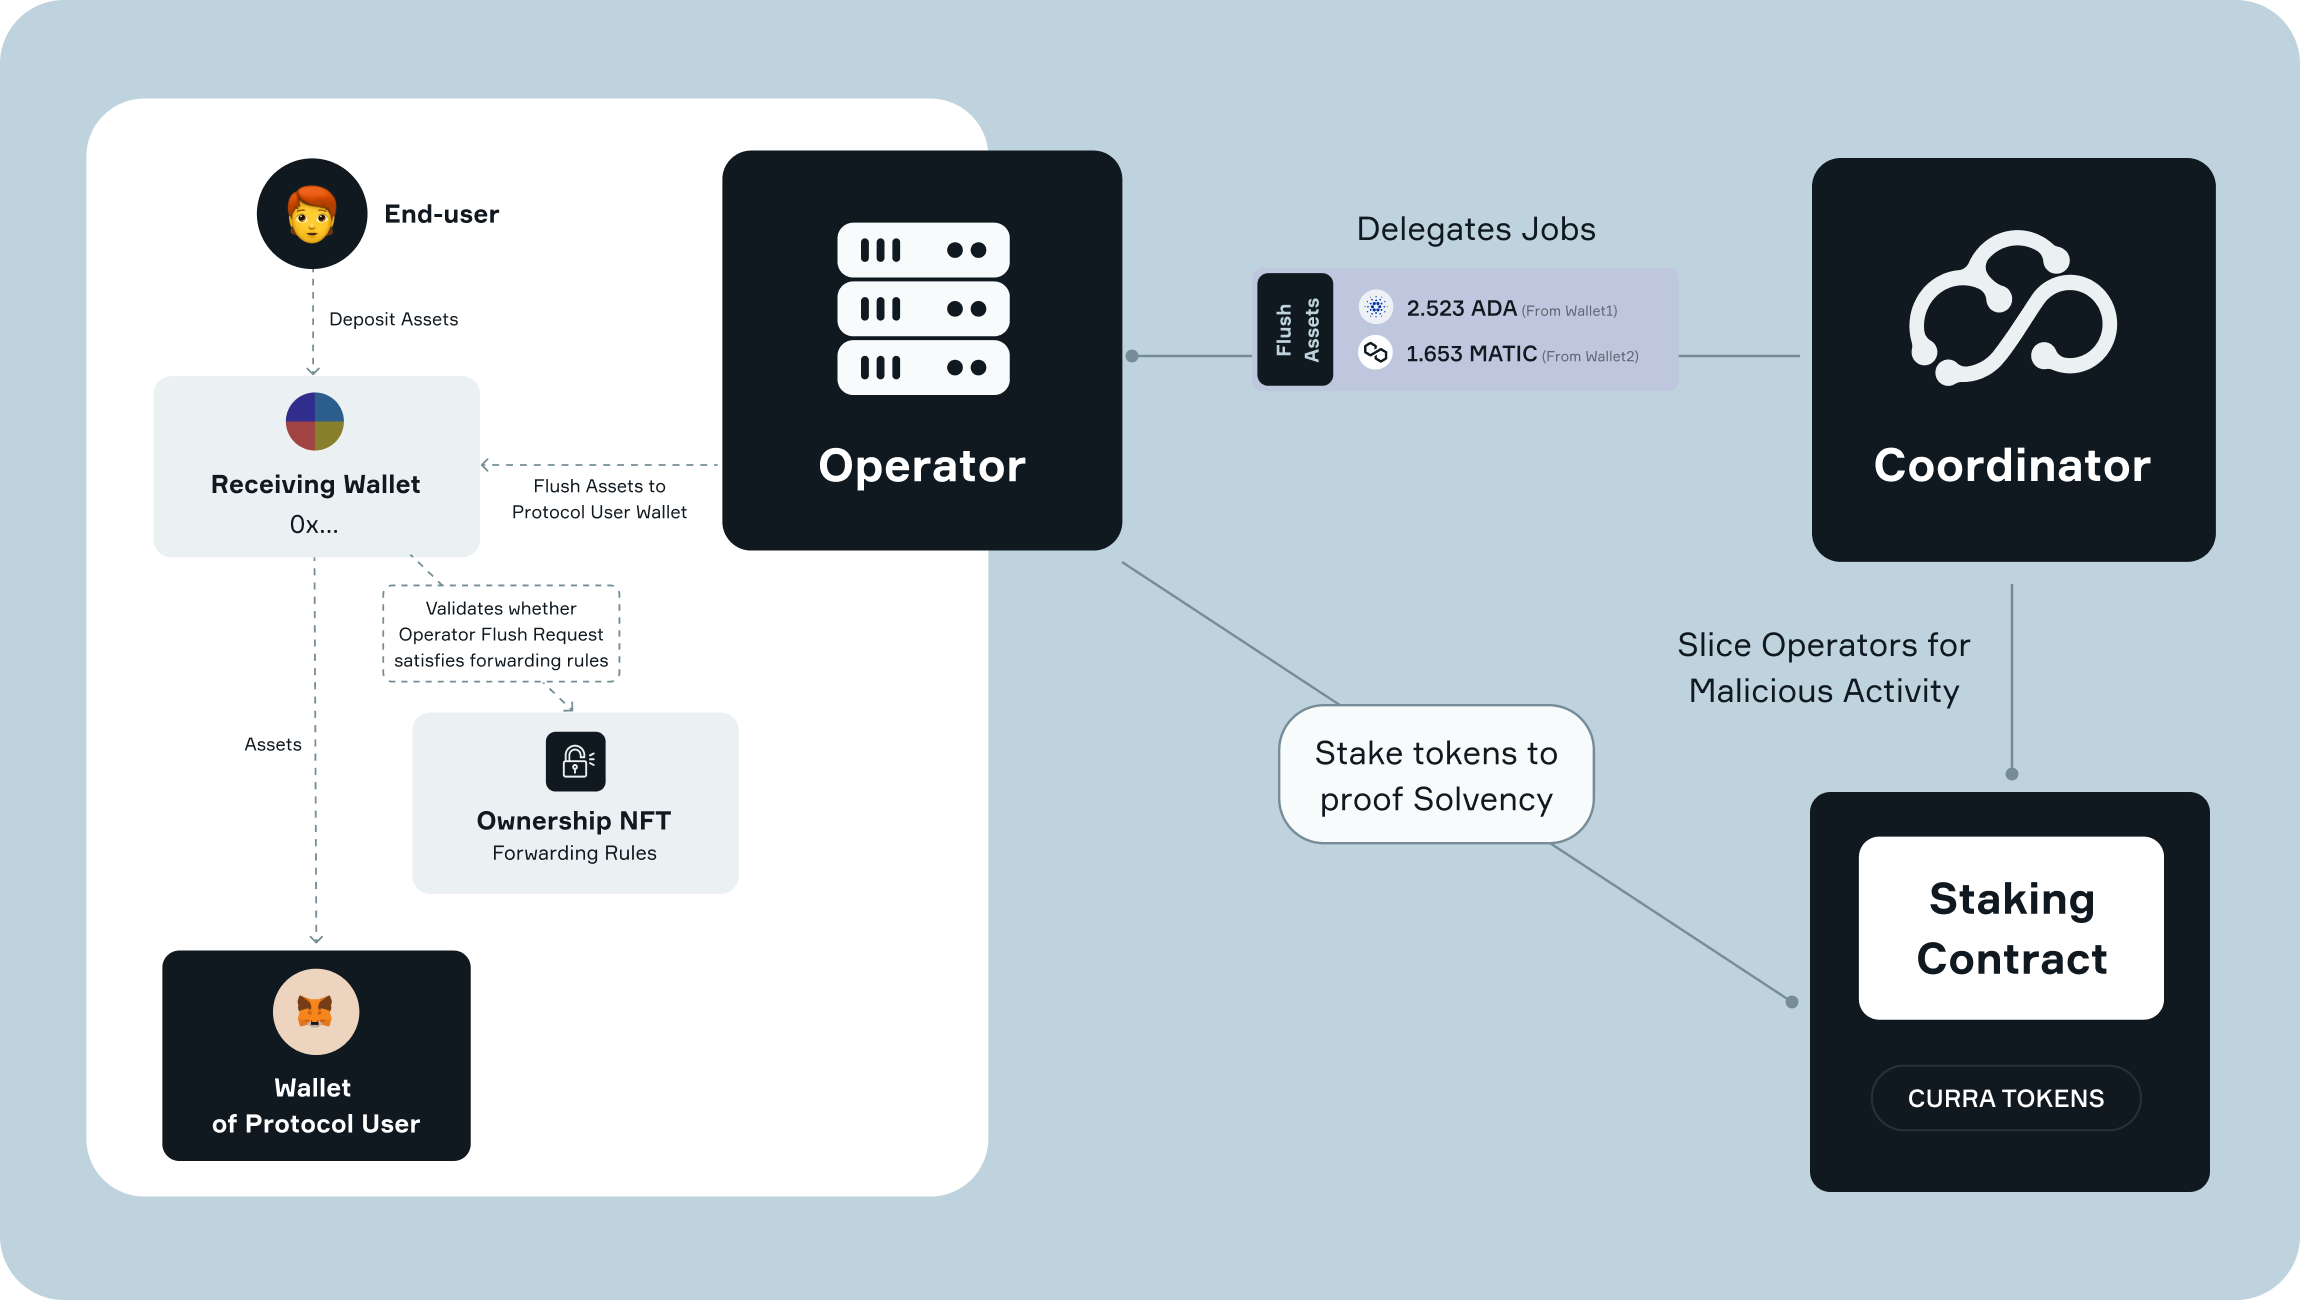 End-user
Deposit Assets
Receiving Wallet
0x...
Flush Assets to
Protocol User Wallet
Validates whether
Operator Flush Request
satisfies forwarding rules
Assets
Ownership NFT
Forwarding Rules
Wallet
of Protocol User
Operator
Delegates Jobs
Flush
Assets
2.523 ADA (From Wallet1)
1.653 MATIC (From Wallet2)
Coordinator
Slice Operators for
Malicious Activity
Stake tokens to
proof Solvency
Staking
Contract
CURRA TOKENS